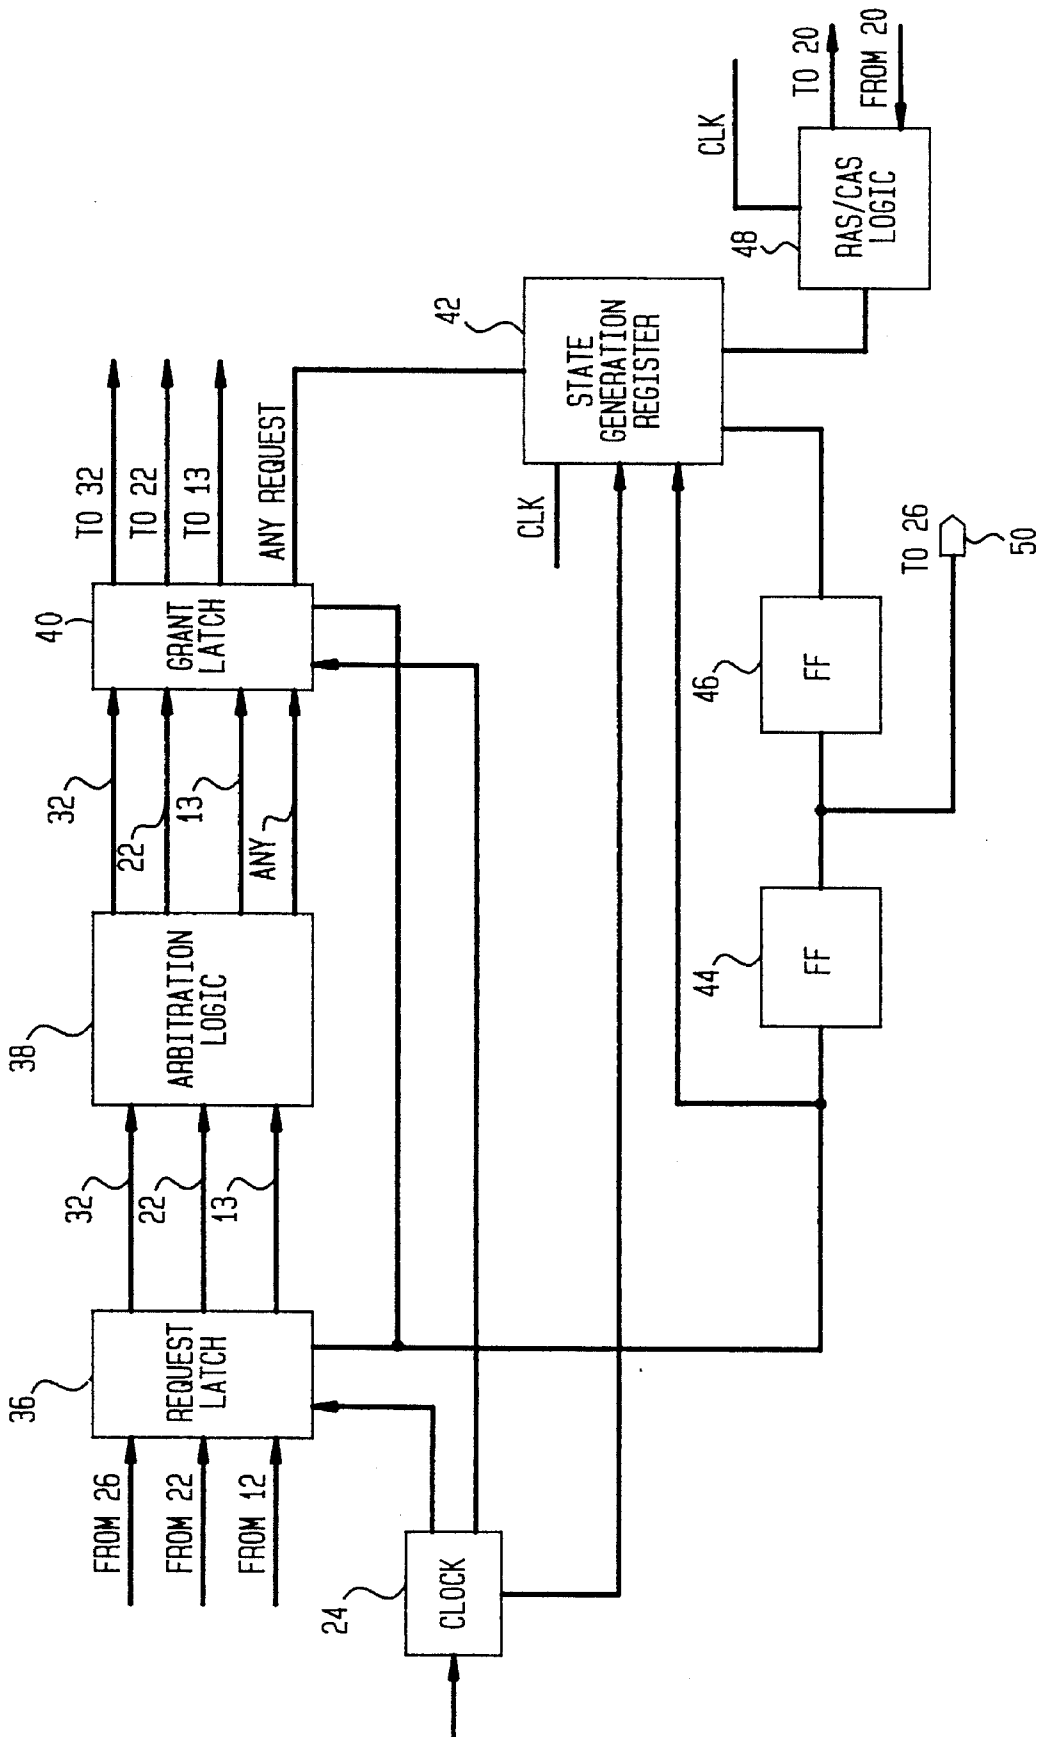 FROM 26
FROM 22
FROM 12
36
REQUEST
LATCH
32
22
13
38
ARBITRATION
LOGIC
32
22
13
ANY
40
GRANT
LATCH
TO 32
TO 22
TO 13
ANY REQUEST
24
CLOCK
CLK
42
STATE
GENERATION
REGISTER
44
FF
46
FF
TO 26
50
CLK
48
RAS/CAS
LOGIC
TO 20
FROM 20